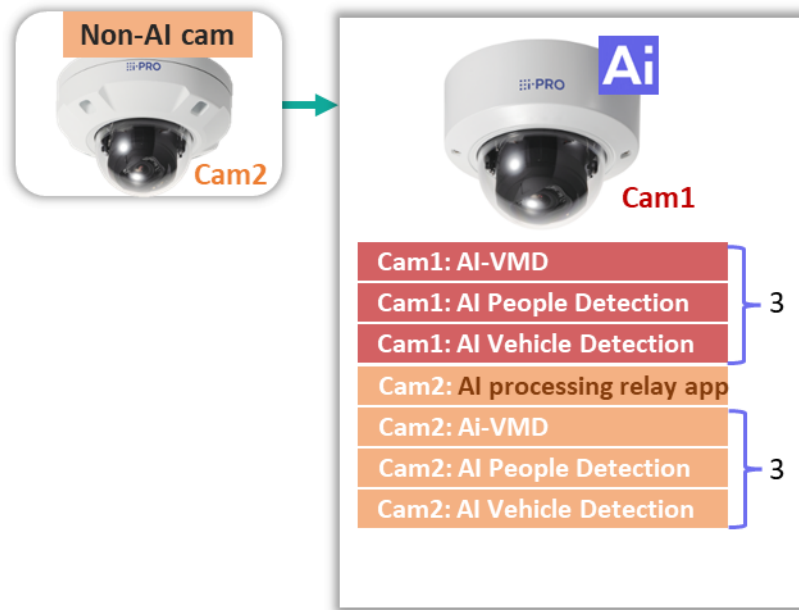 Non-AI cam
i-PRO
Cam2
i-PRO
Ai
Cam1
Cam1: AI-VMD
Cam1: AI People Detection
Cam1: AI Vehicle Detection
3
Cam2: AI processing relay app
Cam2: Ai-VMD
Cam2: AI People Detection
Cam2: AI Vehicle Detection
3